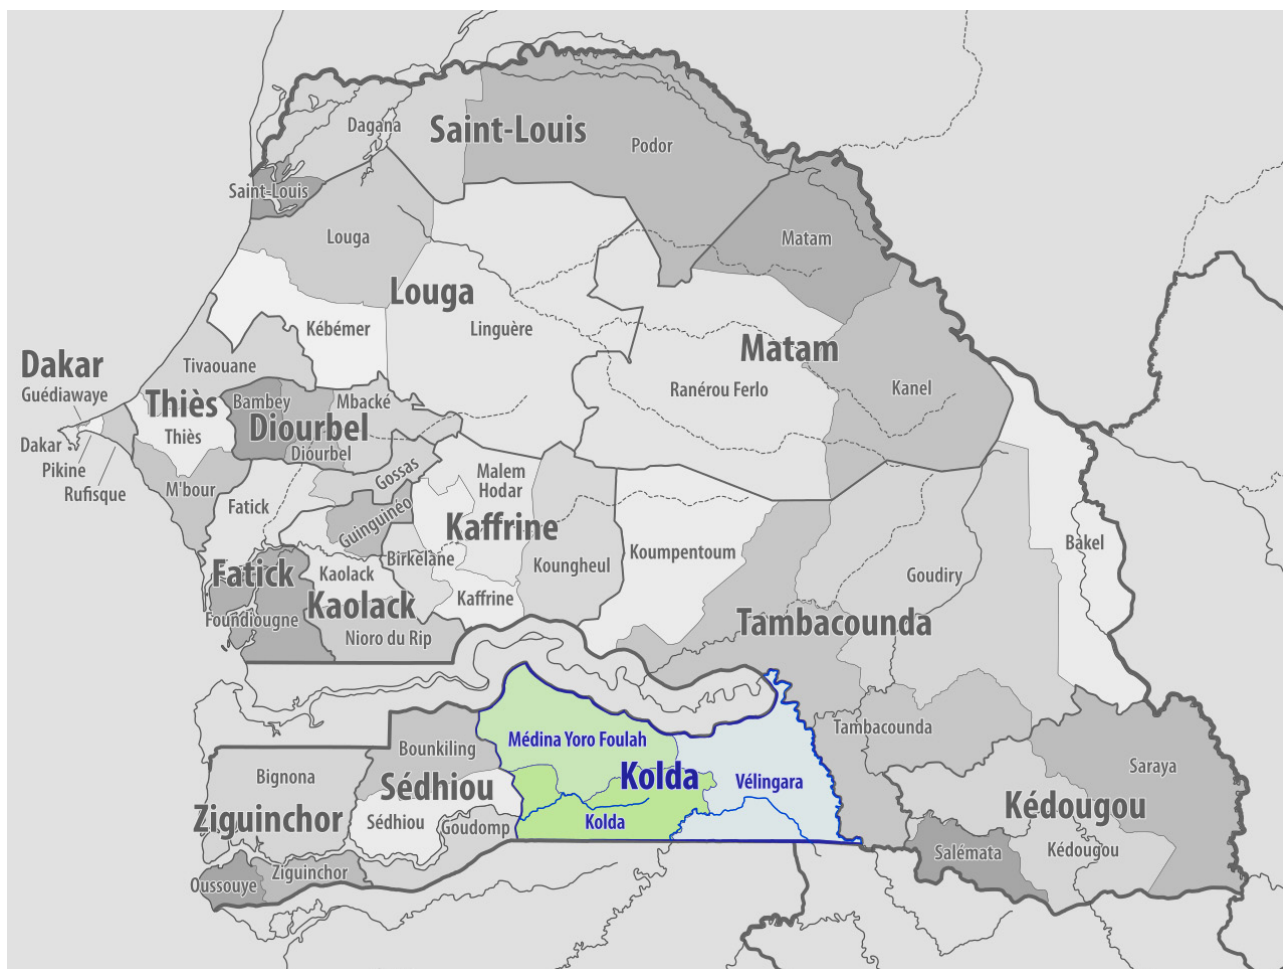 Dagana
Saint-Louis
Podor
Saint-Louis
Louga
Matam
Louga
Kébémer
Linguère
Matam
Dakar
Tivaouane
Guédiawaye
Ranérou Ferlo
Kanel
Thiès
Bambey
Mbacké
Diourbel
Dakar
Thiès
Diourbel
Pikine
Rufisque
M'bour
Gossas
Malem
Hodar
Fatick
Guinguinéo
Kaffrine
Koumpentoum
Bakel
Birkelane
Koungheul
Fatick
Kaolack
Goudiry
Kaolack
Kaffrine
Foundiougne
Nioro du Rip
Tambacounda
Médina Yoro Foulah
Tambacounda
Bounkiling
Saraya
Bignona
Sédhiou
Kolda
Vélingara
Kédougou
Ziguinchor
Sédhiou
Goudomp
Kolda
Salémata
Kédougou
Oussouye
Ziguinchor